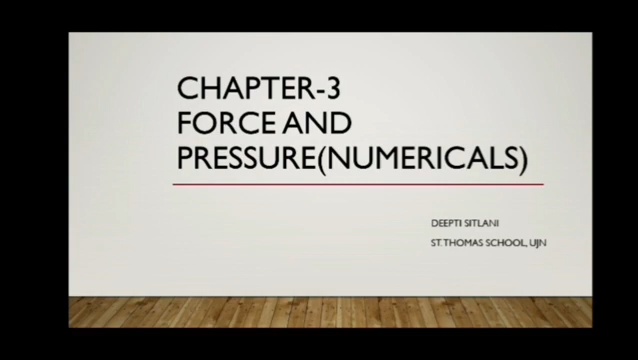 CHAPTER-3
FORCE AND
PRESSURE(NUMERICALS)
DEEPTI SITLANI
ST. THOMAS SCHOOL, UJN